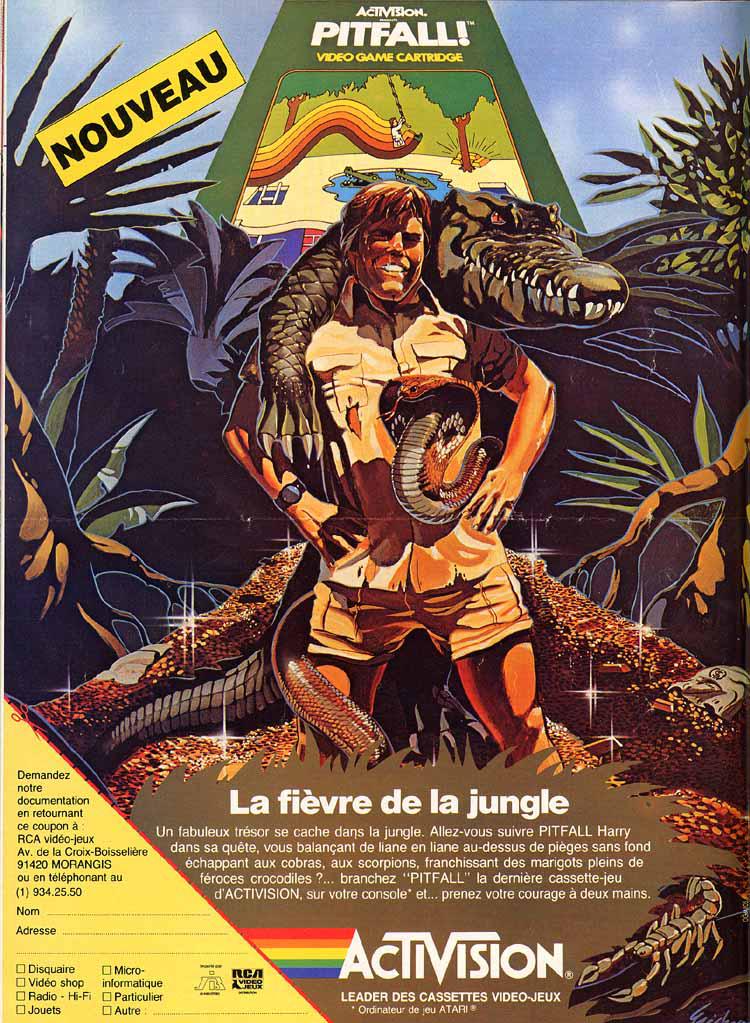 ACTIVISION®
PRESENTS
PITFALL!™
VIDEO GAME CARTRIDGE
NOUVEAU
La fièvre de la jungle
Un fabuleux trésor se cache dans la jungle. Allez-vous suivre PITFALL Harry
dans sa quête, vous balançant de liane en liane au-dessus de pièges sans fond
échappant aux cobras, aux scorpions, franchissant des marigots pleins de
féroces crocodiles ?... branchez "PITFALL" la dernière cassette-jeu
d'ACTIVISION, sur votre console* et... prenez votre courage à deux mains.
Demandez
notre
documentation
en retournant
ce coupon à :
RCA vidéo-jeux
Av. de la Croix-Boisselière
91420 MORANGIS
ou en téléphonant au
(1) 934.25.50
Nom
Adresse
Disquaire
Vidéo shop
Radio - Hi-Fi
Jouets
Micro-
informatique
Particulier
Autre :
RCA
VIDEO
JEUX
ACTIVISION®
LEADER DES CASSETTES VIDEO-JEUX
* Ordinateur de jeu ATARI ®